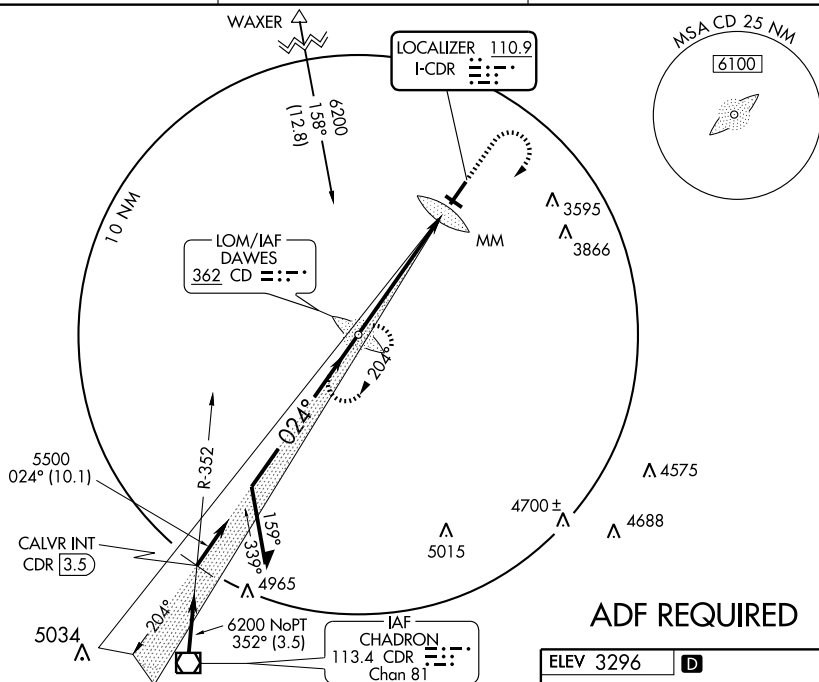 WAXER
6200
158°
(12.8)
LOCALIZER 110.9
I-CDR
MSA CD 25 NM
6100
10 NM
LOM/IAF
DAWES
362 CD
MM
3595
3866
204°
024°
R-352
5500
024° (10.1)
CALVR INT
CDR 3.5
159°
339°
4965
204°
5034
6200 NoPT
352° (3.5)
IAF
CHADRON
113.4 CDR
Chan 81
5015
4700 ±
4575
4688
ADF REQUIRED
ELEV 3296 D